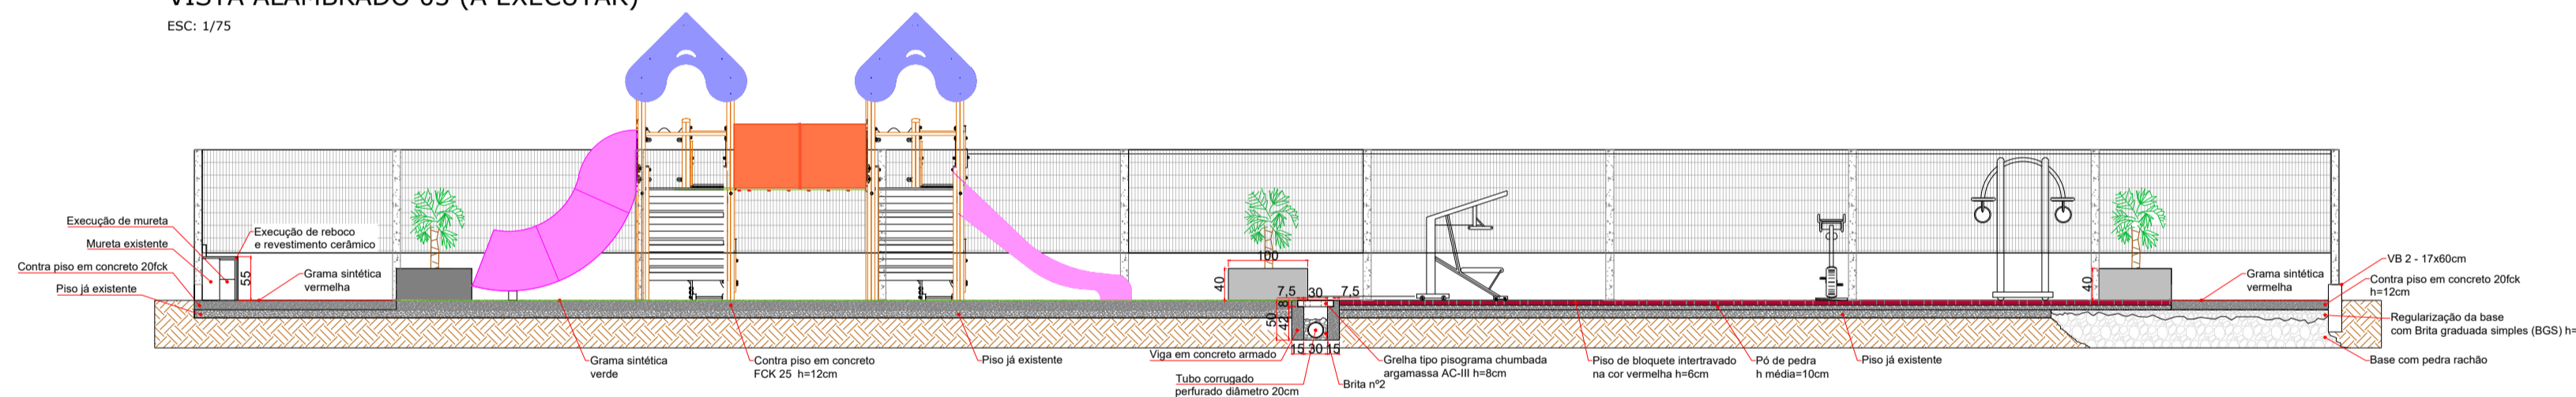 VISTA ALAMBRADO 03 (A EXECUTAR)
ESC: 1/75
Execução de mureta
Mureta existente
Contra piso em concreto 20fck
Piso já existente
Execução de reboco
e revestimento cerâmico
55
Grama sintética
vermelha
Grama sintética
verde
Contra piso em concreto
FCK 25 h=12cm
Piso já existente
100
40
7,5
30
7,5
8
50
42
15
30
15
Viga em concreto armado
Tubo corrugado
perfurado diâmetro 20cm
Brita nº2
Grelha tipo pisograma chumbada
argamassa AC-III h=8cm
Piso de bloquete intertravado
na cor vermelha h=6cm
Pó de pedra
h média=10cm
Piso já existente
40
Grama sintética
vermelha
VB 2 - 17x60cm
Contra piso em concreto 20fck
h=12cm
Regularização da base
com Brita graduada simples (BGS) h=
Base com pedra rachão